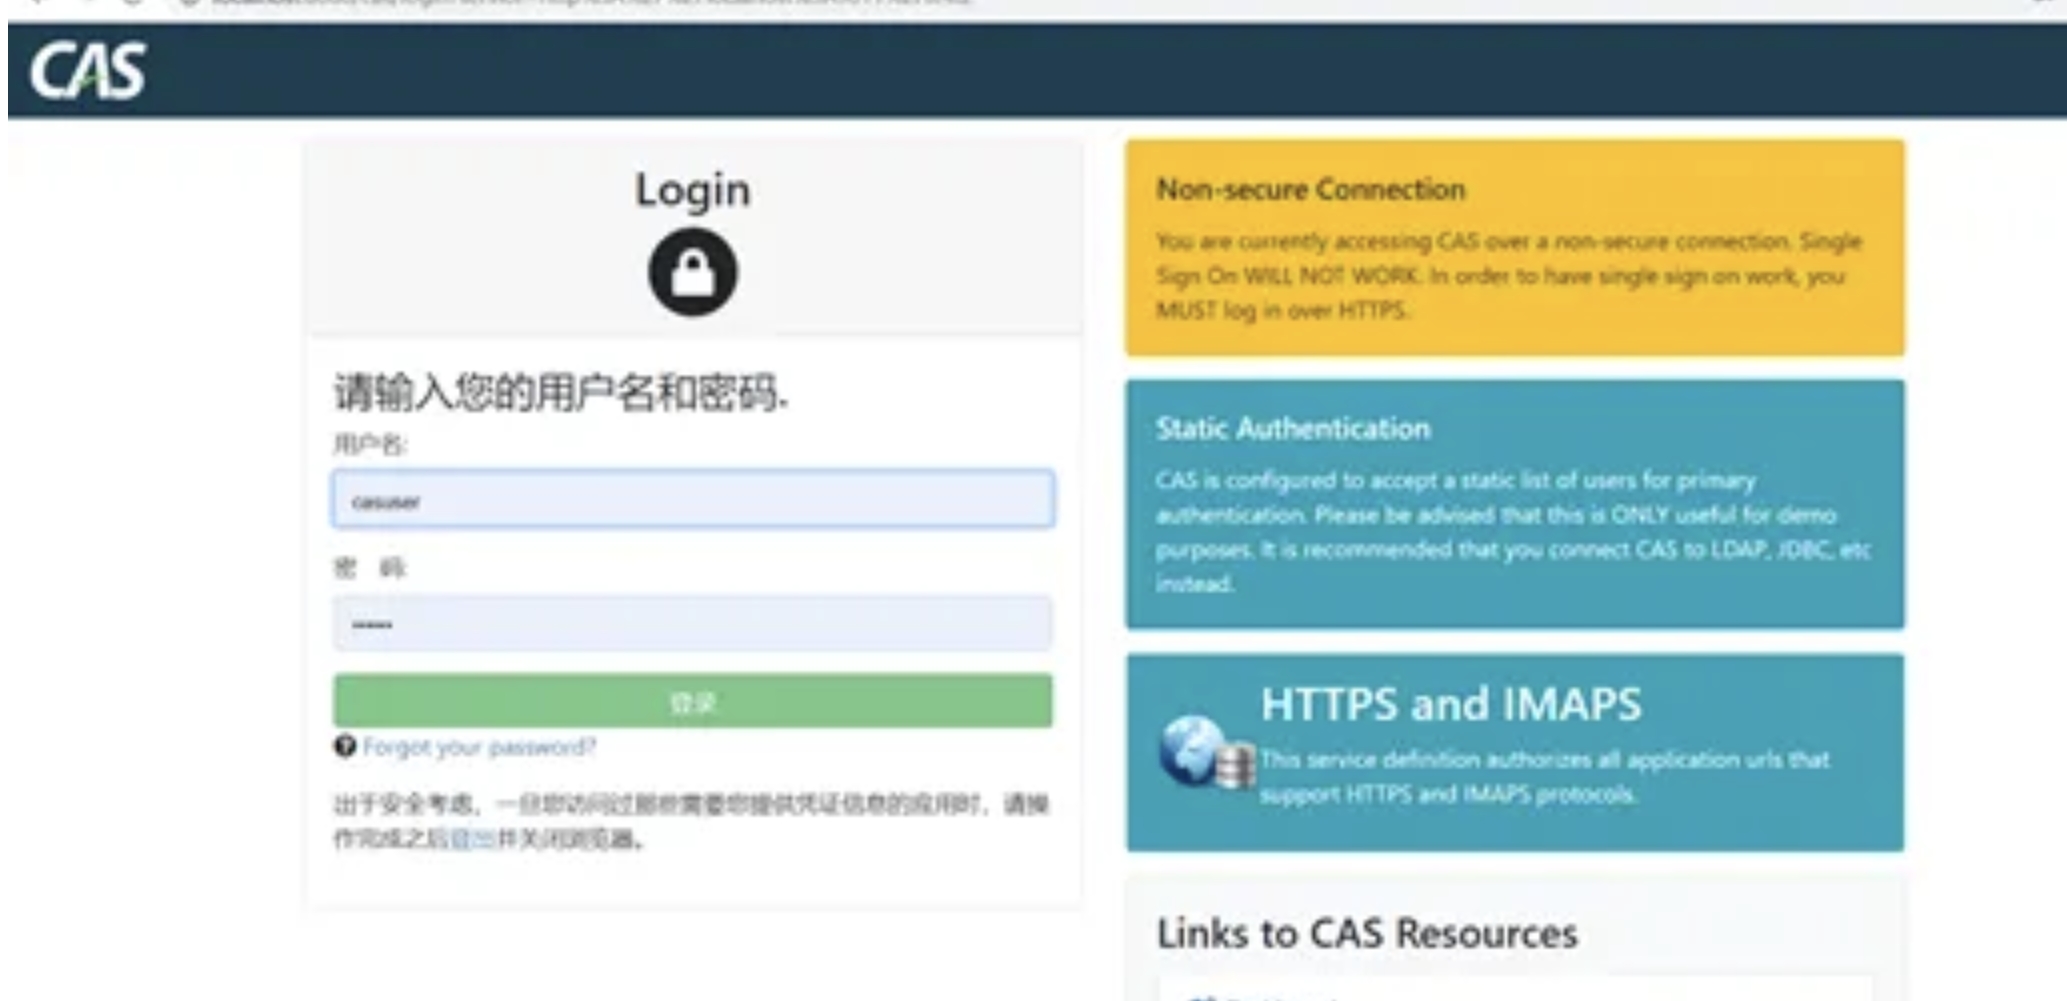 CAS
Login
请输入您的用户名和密码.
用户名:
casuser
密 码:
登录
Forgot your password?
出于安全考虑，一旦您访问过那些需要您提供凭证信息的应用时，请操
作完成之后登出并关闭浏览器。
Non-secure Connection
You are currently accessing CAS over a non-secure connection. Single
Sign On WILL NOT WORK. In order to have single sign on work, you
MUST log in over HTTPS.
Static Authentication
CAS is configured to accept a static list of users for primary
authentication. Please be advised that this is ONLY useful for demo
purposes. It is recommended that you connect CAS to LDAP, JDBC, etc
instead.
HTTPS and IMAPS
This service definition authorizes all application urls that
support HTTPS and IMAPS protocols.
Links to CAS Resources